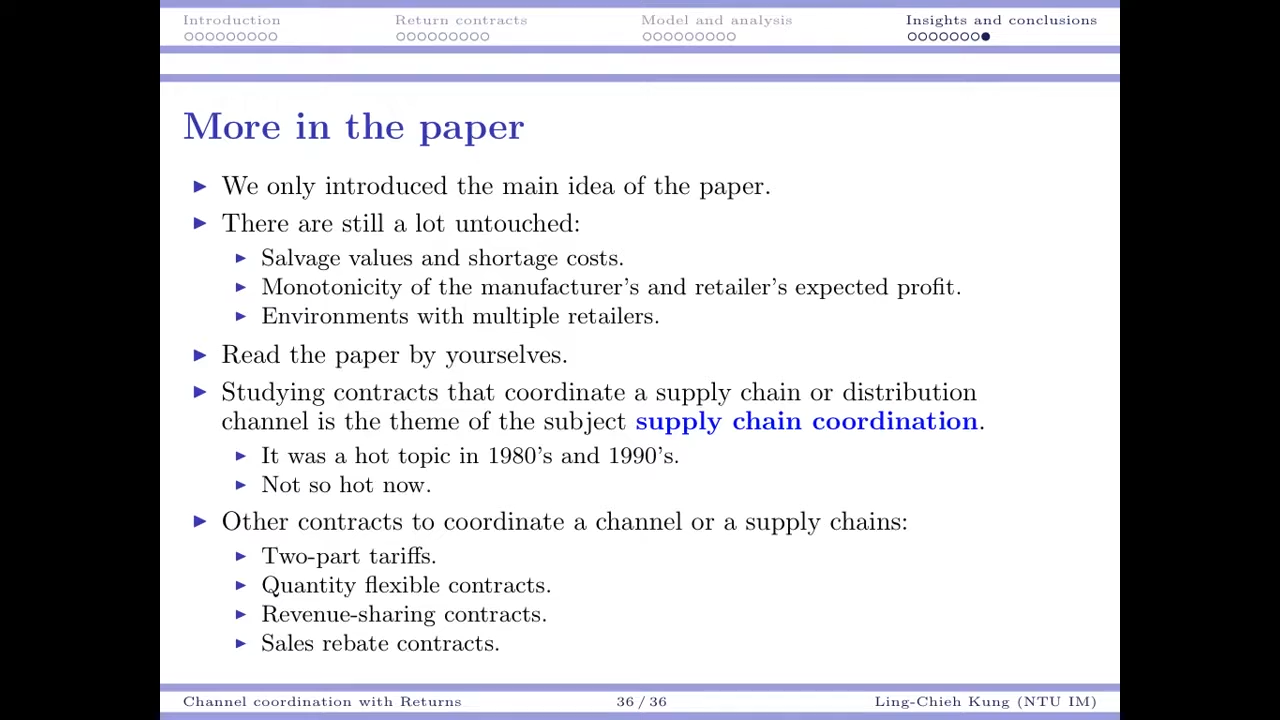 Introduction Return contracts Model and analysis Insights and conclusions
More in the paper
We only introduced the main idea of the paper.
There are still a lot untouched:
Salvage values and shortage costs.
Monotonicity of the manufacturer's and retailer's expected profit.
Environments with multiple retailers.
Read the paper by yourselves.
Studying contracts that coordinate a supply chain or distribution
channel is the theme of the subject supply chain coordination.
It was a hot topic in 1980's and 1990's.
Not so hot now.
Other contracts to coordinate a channel or a supply chains:
Two-part tariffs.
Quantity flexible contracts.
Revenue-sharing contracts.
Sales rebate contracts.
Channel coordination with Returns 36 / 36 Ling-Chieh Kung (NTU IM)